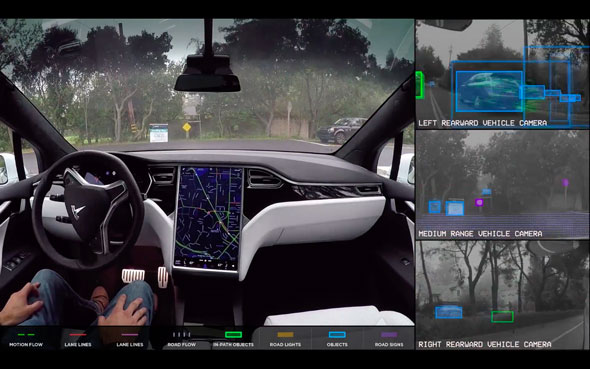 LEFT REARWARD VEHICLE CAMERA
MEDIUM RANGE VEHICLE CAMERA
RIGHT REARWARD VEHICLE CAMERA
MOTION FLOW
LANE LINES
LANE LINES
ROAD FLOW
IN-PATH OBJECTS
ROAD LIGHTS
OBJECTS
ROAD SIGNS